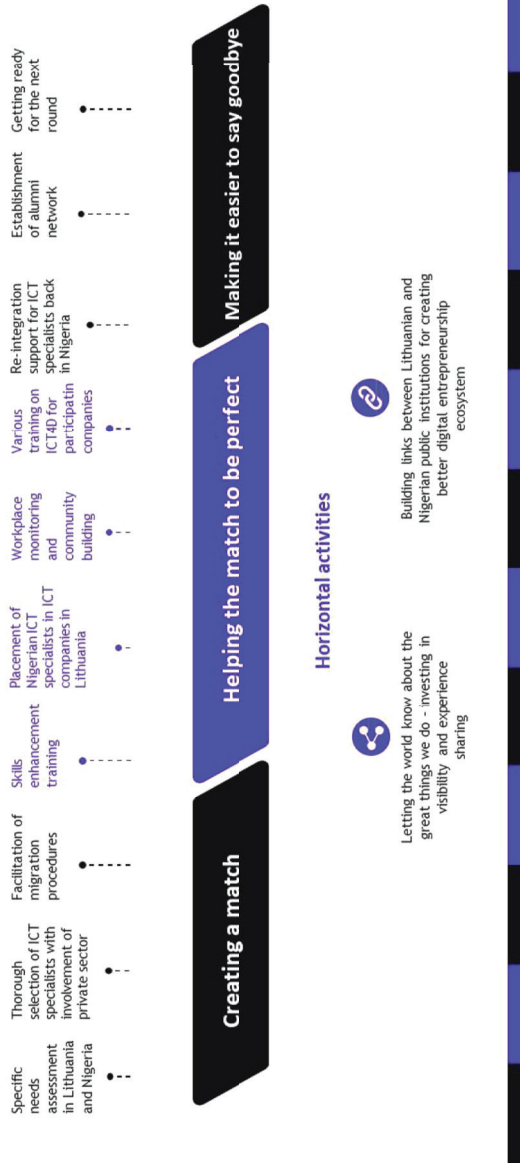 Specific
needs
assessment
in Lithuania
and Nigeria
Thorough
selection of ICT
specialists with
involvement of
private sector
Facilitation of
migration
procedures
Skills
enhancement
training
Placement of
Nigerian ICT
specialists in ICT
companies in
Lithuania
Workplace
monitoring
and
community
building
Various
training on
ICT4D for
participatin
companies
Re-integration
support for ICT
specialists back
in Nigeria
Establishment
of alumni
network
Getting ready
for the next
round
Creating a match
Helping the match to be perfect
Making it easier to say goodbye
Horizontal activities
Letting the world know about the
great things we do - investing in
visibility and experience
sharing
Building links between Lithuanian and
Nigerian public institutions for creating
better digital entrepreneurship
ecosystem